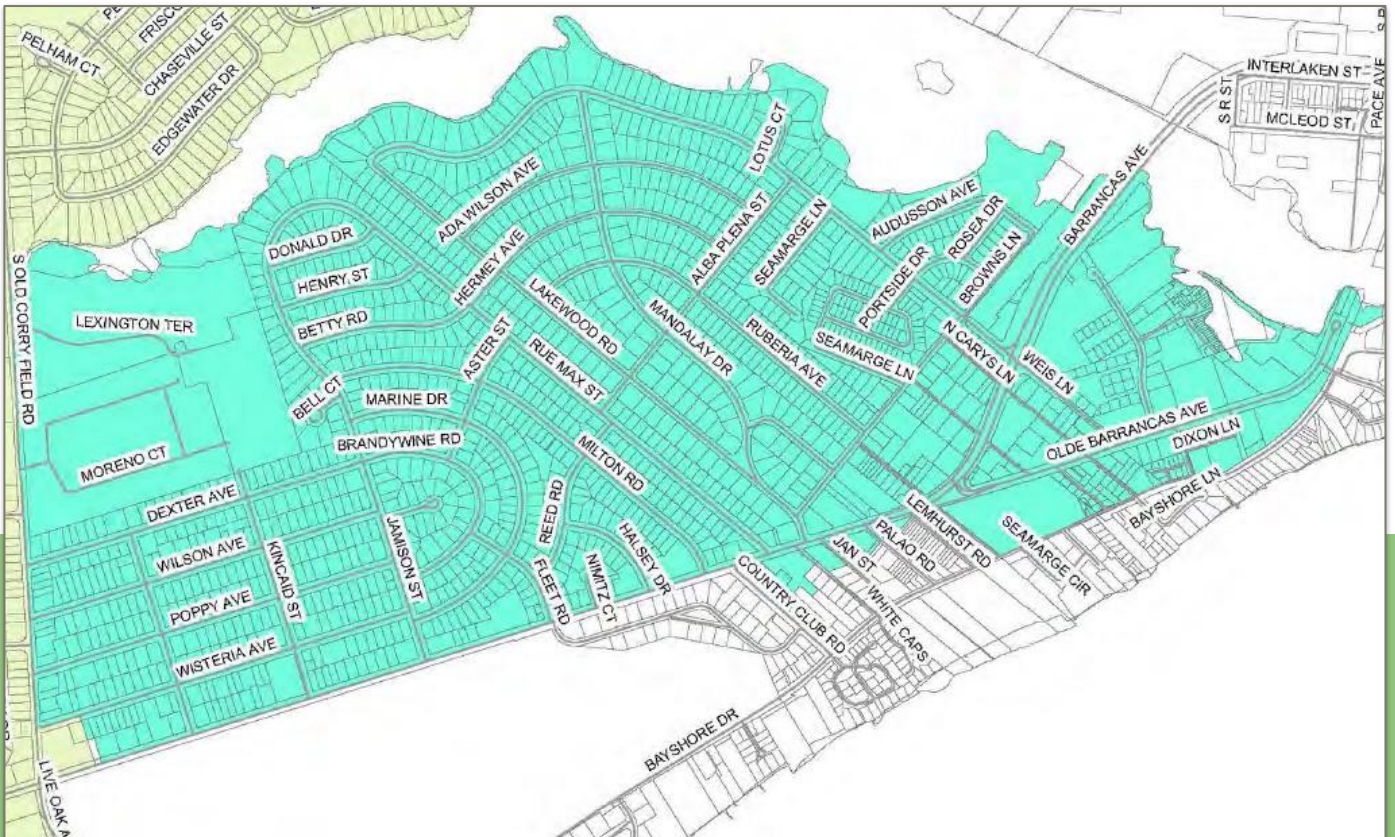 PELHAM CT
CHASEVILLE ST
EDGEWATER DR
INTERLAKEN ST
S R ST
MCLEOD ST
PACE AVE
BARRANCAS AVE
LOTUS CT
ADA WILSON AVE
AUDUSSON AVE
ROSEA DR
DONALD DR
ALBA PLENA ST
SEAMARGE LN
BROWNS LN
HENRY ST
HERMEY AVE
PORTSIDE DR
S OLD CORRY FIELD RD
LEXINGTON TER
BETTY RD
LAKEWOOD RD
MANDALAY DR
RUBERIA AVE
SEAMARGE LN
N CARYS LN
WEIS LN
ASTER ST
RUE MAX ST
BELL CT
MARINE DR
BRANDYWINE RD
MILTON RD
OLDE BARRANCAS AVE
DIXON LN
MORENO CT
DEXTER AVE
REED RD
LEMHURST RD
BAYSHORE LN
WILSON AVE
KINCAID ST
JAMISON ST
HALSEY DR
JAN ST
PALAO RD
SEAMARGE CIR
POPPY AVE
FLEET RD
NIMITZ CT
COUNTRY CLUB RD
WHITE CAPS
WISTERIA AVE
BAYSHORE DR
LIVE OAK A